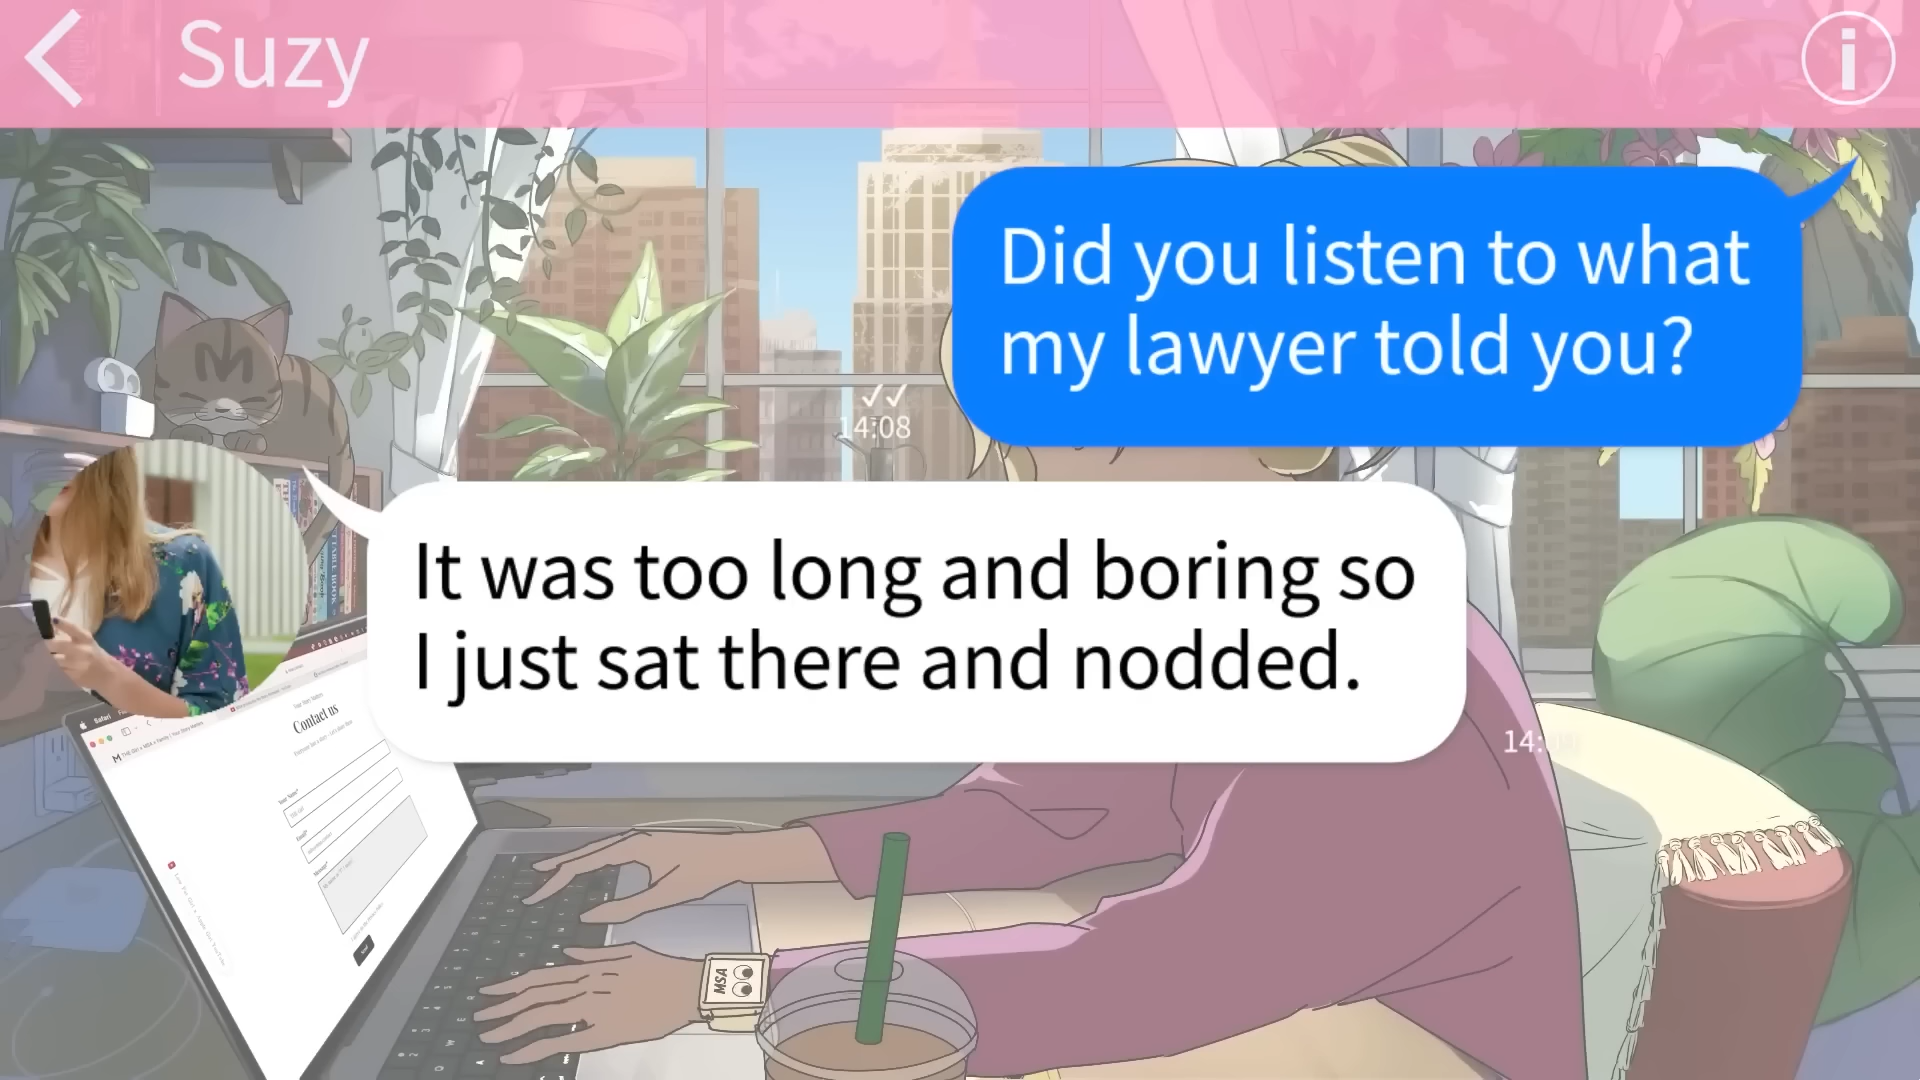 Suzy
Did you listen to what
my lawyer told you?
14:08
It was too long and boring so
I just sat there and nodded.
Contact us
MSA